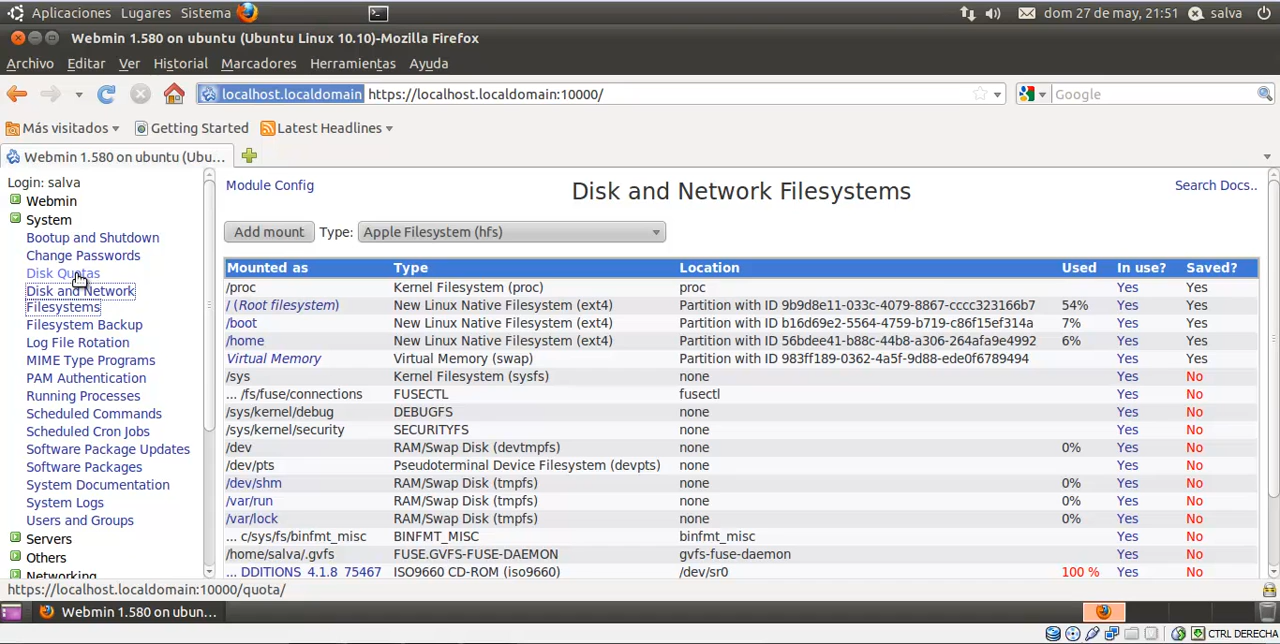 Aplicaciones Lugares Sistema dom 27 de may, 21:51 salva
Webmin 1.580 on ubuntu (Ubuntu Linux 10.10)-Mozilla Firefox
Archivo Editar Ver Historial Marcadores Herramientas Ayuda
localhost.localdomain https://localhost.localdomain:10000/ Google
Más visitados Getting Started Latest Headlines
Webmin 1.580 on ubuntu (Ubu...
Login: salva
Webmin
System
Bootup and Shutdown
Change Passwords
Disk Quotas
Disk and Network
Filesystems
Filesystem Backup
Log File Rotation
MIME Type Programs
PAM Authentication
Running Processes
Scheduled Commands
Scheduled Cron Jobs
Software Package Updates
Software Packages
System Documentation
System Logs
Users and Groups
Servers
Others
Networking
Module Config Disk and Network Filesystems Search Docs..
Add mount Type: Apple Filesystem (hfs)
Mounted as Type Location Used In use? Saved?
/proc Kernel Filesystem (proc) proc Yes Yes
/ (Root filesystem) New Linux Native Filesystem (ext4) Partition with ID 9b9d8e11-033c-4079-8867-cccc323166b7 54% Yes Yes
/boot New Linux Native Filesystem (ext4) Partition with ID b16d69e2-5564-4759-b719-c86f15ef314a 7% Yes Yes
/home New Linux Native Filesystem (ext4) Partition with ID 56bdee41-b88c-44b8-a306-264afa9e4992 6% Yes Yes
Virtual Memory Virtual Memory (swap) Partition with ID 983ff189-0362-4a5f-9d88-ede0f6789494 Yes Yes
/sys Kernel Filesystem (sysfs) none Yes No
... /fs/fuse/connections FUSECTL fusectl Yes No
/sys/kernel/debug DEBUGFS none Yes No
/sys/kernel/security SECURITYFS none Yes No
/dev RAM/Swap Disk (devtmpfs) none 0% Yes No
/dev/pts Pseudoterminal Device Filesystem (devpts) none Yes No
/dev/shm RAM/Swap Disk (tmpfs) none 0% Yes No
/var/run RAM/Swap Disk (tmpfs) none 0% Yes No
/var/lock RAM/Swap Disk (tmpfs) none 0% Yes No
... c/sys/fs/binfmt_misc BINFMT_MISC binfmt_misc Yes No
/home/salva/.gvfs FUSE.GVFS-FUSE-DAEMON gvfs-fuse-daemon Yes No
... DDITIONS_4.1.8_75467 ISO9660 CD-ROM (iso9660) /dev/sr0 100 % Yes No
https://localhost.localdomain:10000/quota/
Webmin 1.580 on ubun...
CTRL DERECHA